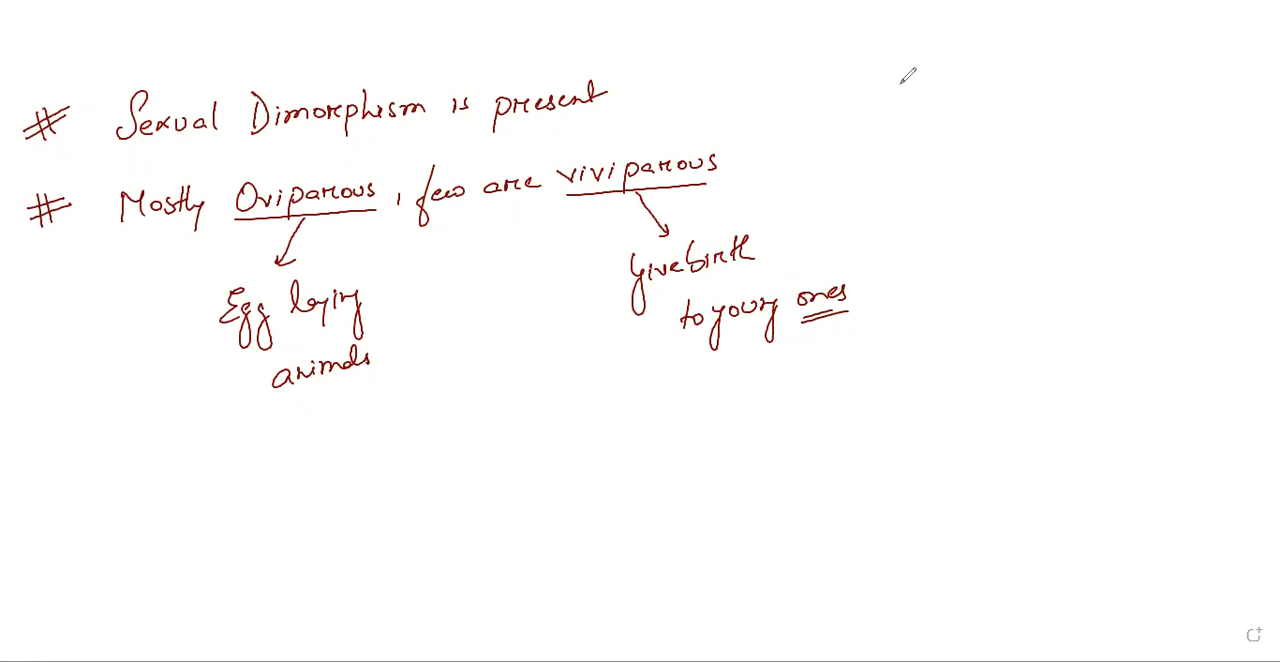 # Sexual Dimorphism is present
# Mostly Oviparous, few are viviparous
Egg laying
animals
Give birth
to young ones